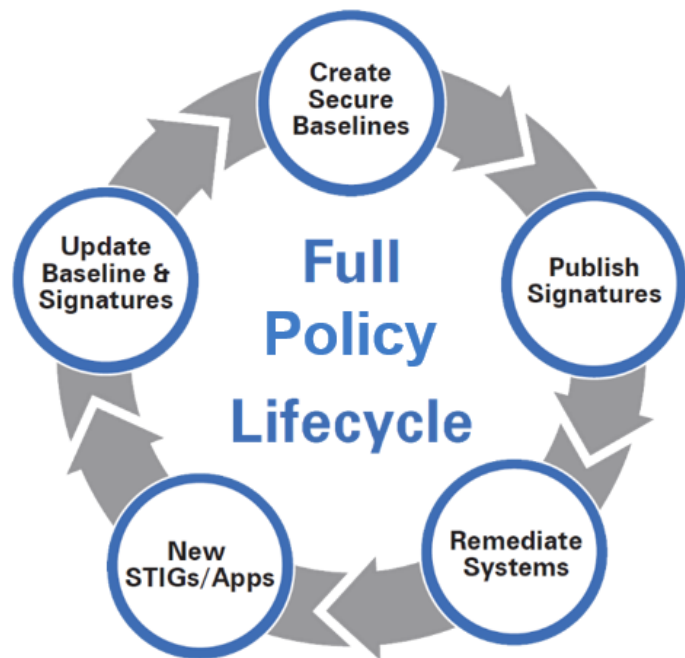 Create
Secure
Baselines
Publish
Signatures
Remediate
Systems
New
STIGs/Apps
Update
Baseline &
Signatures
Full
Policy
Lifecycle